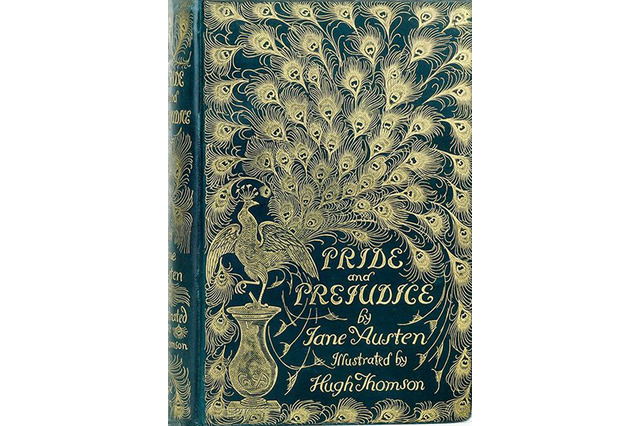 PRIDE
and
PREJUDICE
by
Jane Austen
Illustrated by
Hugh Thomson